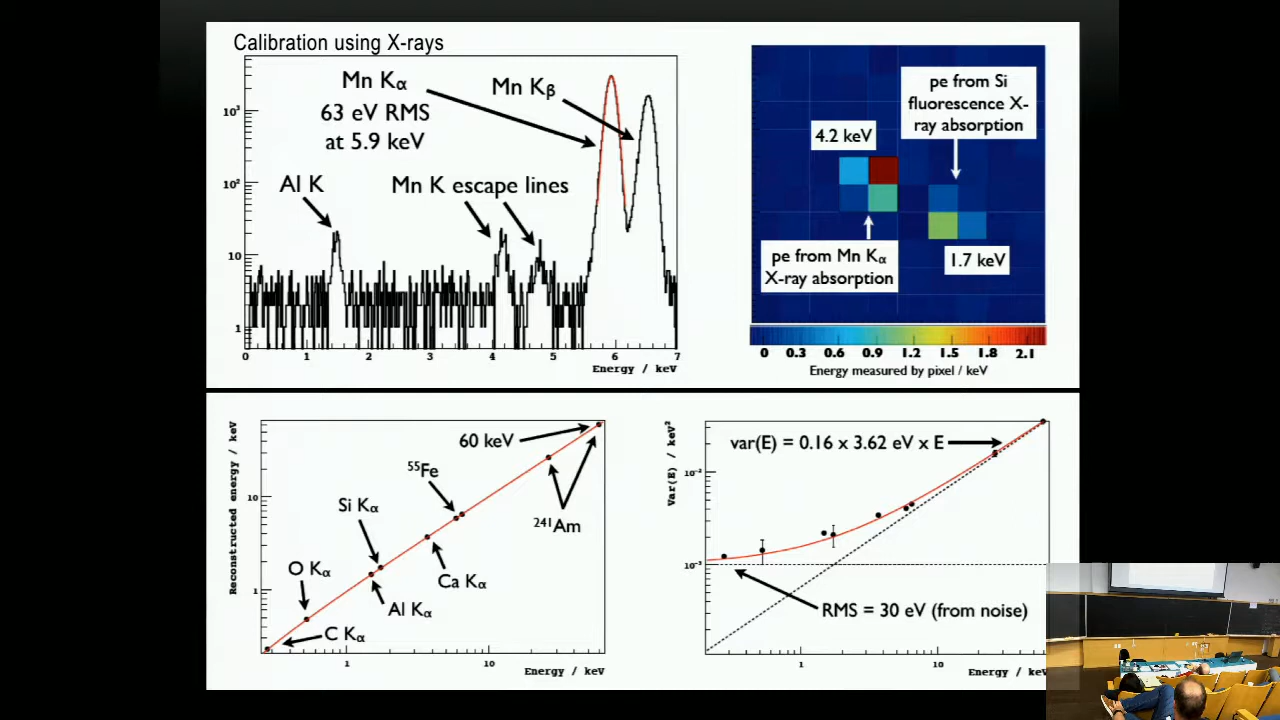 Calibration using X-rays
Mn Kα
63 eV RMS
at 5.9 keV
Mn Kβ
Al K
Mn K escape lines
10³
10²
10
1
0 1 2 3 4 5 6 7
Energy / keV
pe from Si
fluorescence X-
ray absorption
4.2 keV
pe from Mn Kα
X-ray absorption
1.7 keV
0 0.3 0.6 0.9 1.2 1.5 1.8 2.1
Energy measured by pixel / keV
Reconstructed energy / keV
10
1
60 keV
⁵⁵Fe
Si Kα
²⁴¹Am
O Kα
Ca Kα
Al Kα
C Kα
1 10
Energy / keV
Var(E) / keV²
10⁻²
10⁻³
var(E) = 0.16 x 3.62 eV x E
RMS = 30 eV (from noise)
1 10
Energy / keV